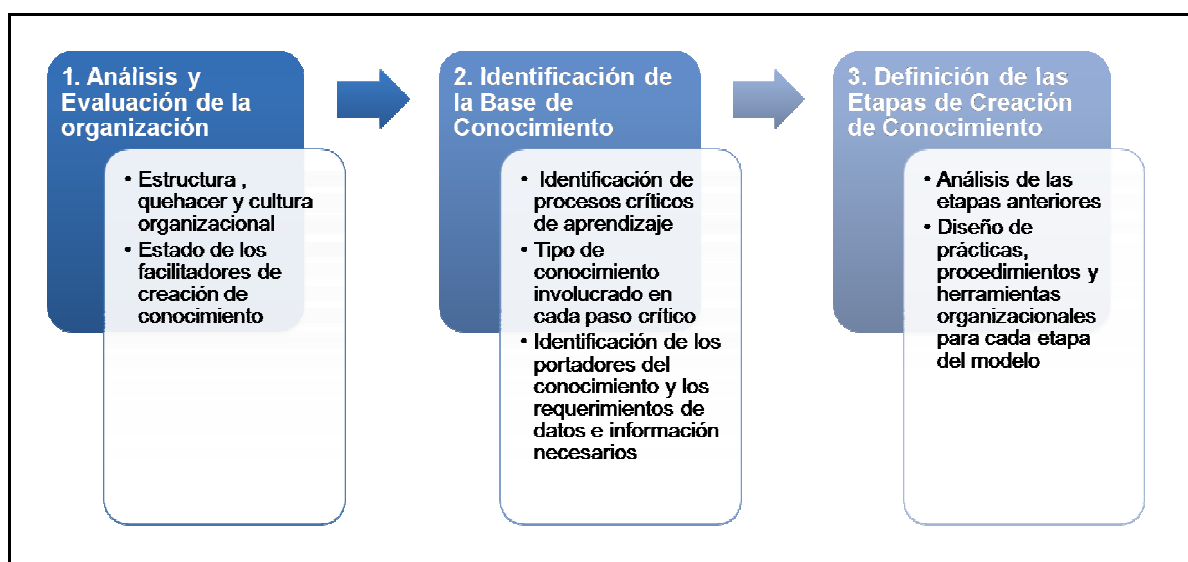 1. Análisis y
Evaluación de la
organización
• Estructura ,
quehacer y cultura
organizacional
• Estado de los
facilitadores de
creación de
conocimiento
2. Identificación de
la Base de
Conocimiento
• Identificación de
procesos críticos
de aprendizaje
• Tipo de
conocimiento
involucrado en
cada paso crítico
• Identificación de los
portadores del
conocimiento y los
requerimientos de
datos e información
necesarios
3. Definición de las
Etapas de Creación
de Conocimiento
• Análisis de las
etapas anteriores
• Diseño de
prácticas,
procedimientos y
herramientas
organizacionales
para cada etapa
del modelo